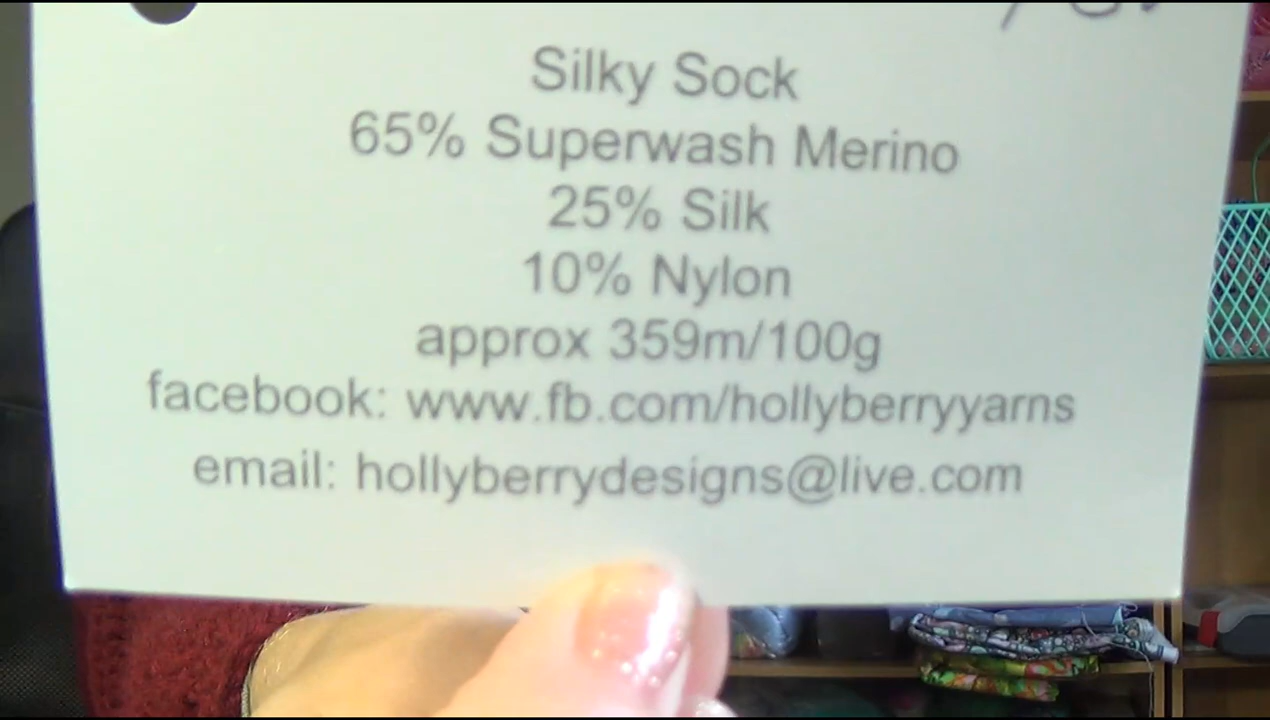 Silky Sock
65% Superwash Merino
25% Silk
10% Nylon
approx 359m/100g
facebook: www.fb.com/hollyberryyarns
email: hollyberrydesigns@live.com